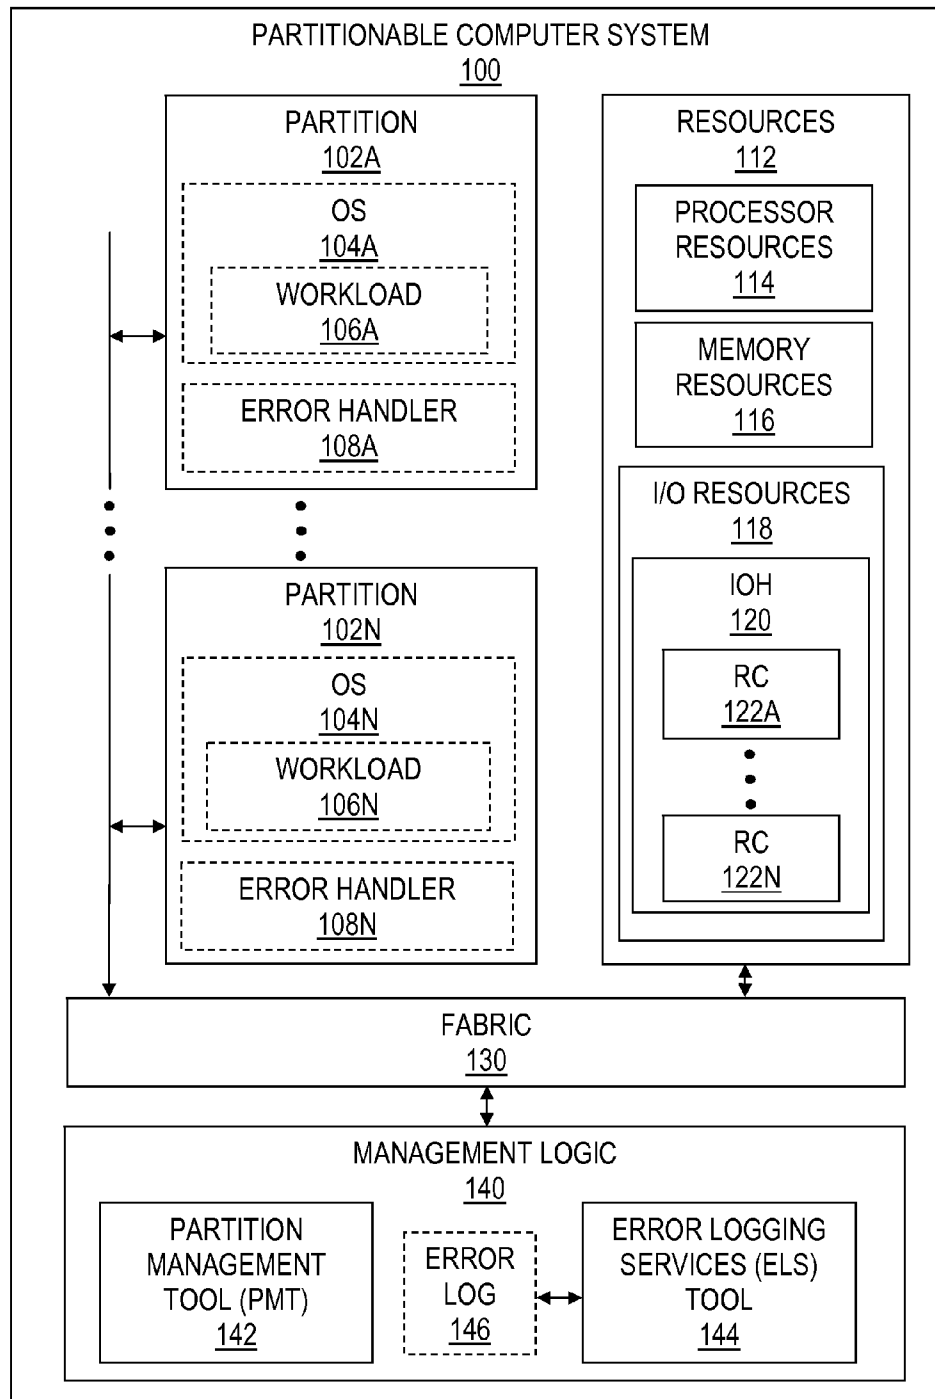 PARTITIONABLE COMPUTER SYSTEM
100
PARTITION
102A
OS
104A
WORKLOAD
106A
ERROR HANDLER
108A
PARTITION
102N
OS
104N
WORKLOAD
106N
ERROR HANDLER
108N
RESOURCES
112
PROCESSOR
RESOURCES
114
MEMORY
RESOURCES
116
I/O RESOURCES
118
IOH
120
RC
122A
RC
122N
FABRIC
130
MANAGEMENT LOGIC
140
PARTITION
MANAGEMENT
TOOL (PMT)
142
ERROR
LOG
146
ERROR LOGGING
SERVICES (ELS)
TOOL
144